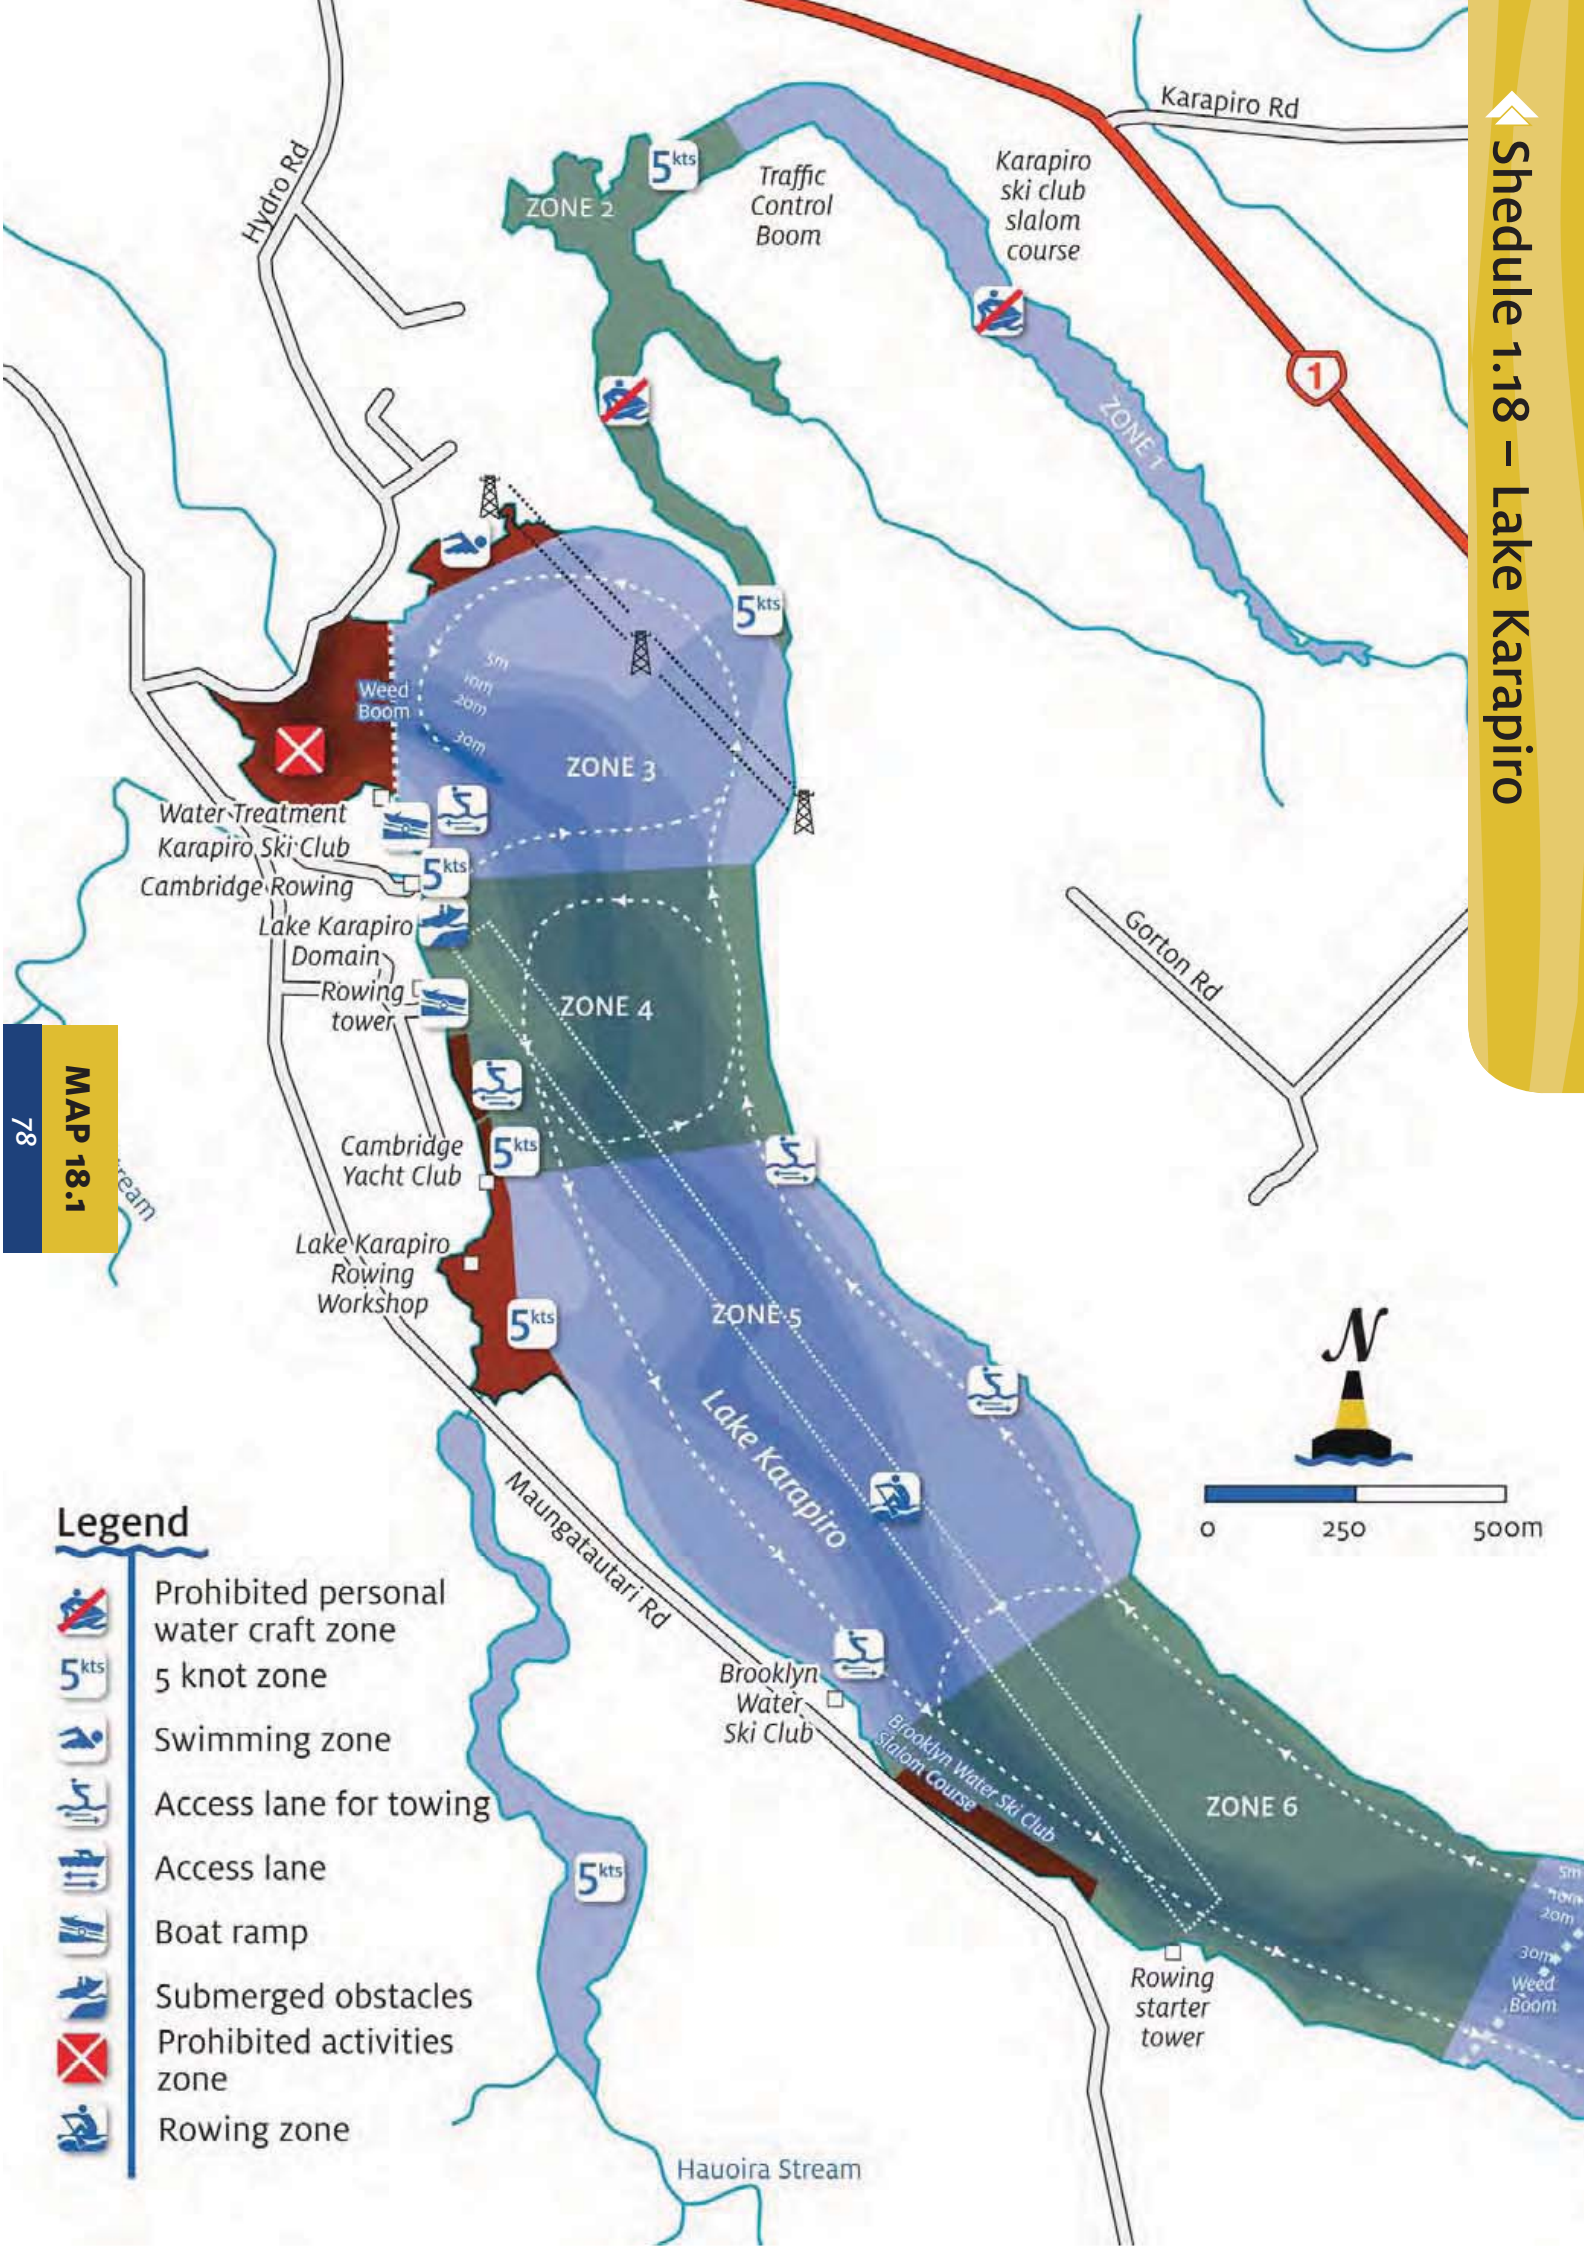 Shedule 1.18 – Lake Karapiro
Karapiro Rd
Hydro Rd
5kts
ZONE 2
Traffic
Control
Boom
Karapiro
ski club
slalom
course
1
ZONE 1
5kts
5m
10m
20m
30m
Weed
Boom
ZONE 3
Water Treatment
Karapiro Ski Club
5kts
Cambridge Rowing
Lake Karapiro
Domain
Rowing
tower
ZONE 4
Gorton Rd
MAP 18.1
78
ream
Cambridge
Yacht Club
5kts
Lake Karapiro
Rowing
Workshop
5kts
ZONE 5
Lake Karapiro
N
0 250 500m
Maungatautari Rd
Brooklyn
Water
Ski Club
Brooklyn Water Ski Club
slalom Course
ZONE 6
5m
10m
20m
30m
Weed
Boom
Rowing
starter
tower
5kts
Hauoira Stream
Legend
Prohibited personal
water craft zone
5kts
5 knot zone
Swimming zone
Access lane for towing
Access lane
Boat ramp
Submerged obstacles
Prohibited activities
zone
Rowing zone